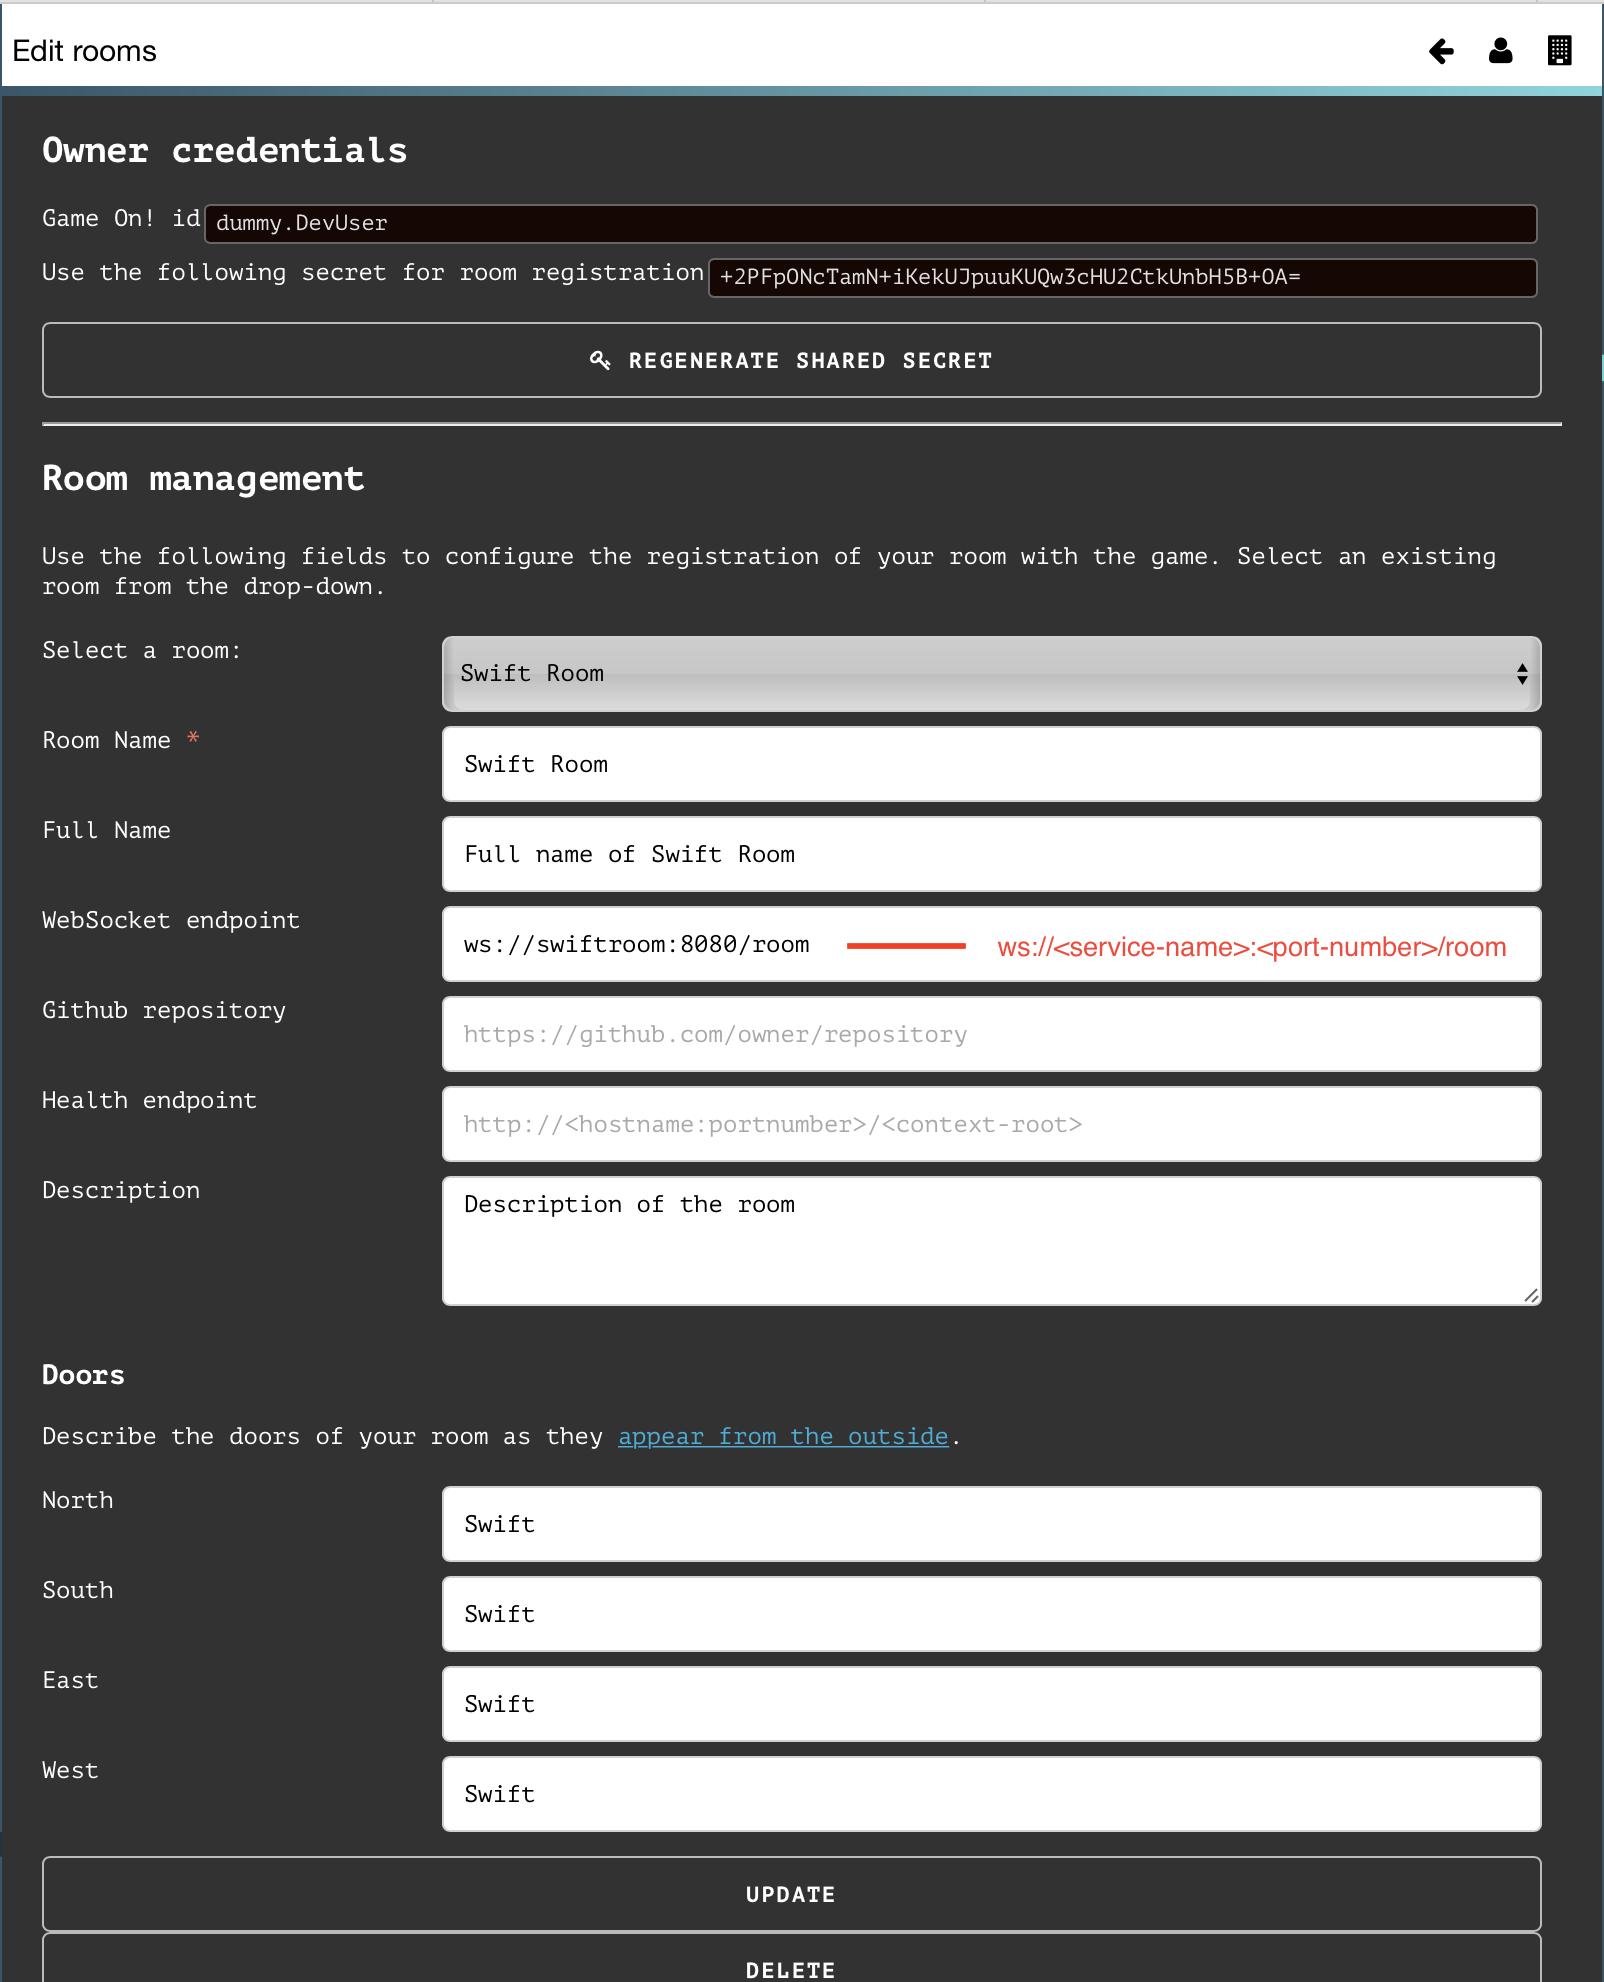 Edit rooms
Owner credentials
Game On! id dummy.DevUser
Use the following secret for room registration +2PFpONcTamN+iKekUJpuuKUQw3cHU2CtkUnbH5B+OA=
REGENERATE SHARED SECRET
Room management
Use the following fields to configure the registration of your room with the game. Select an existing
room from the drop-down.
Select a room: Swift Room
Room Name * Swift Room
Full Name Full name of Swift Room
WebSocket endpoint ws://swiftroom:8080/room ws://<service-name>:<port-number>/room
Github repository https://github.com/owner/repository
Health endpoint http://<hostname:portnumber>/<context-root>
Description Description of the room
Doors
Describe the doors of your room as they appear from the outside.
North Swift
South Swift
East Swift
West Swift
UPDATE
DELETE